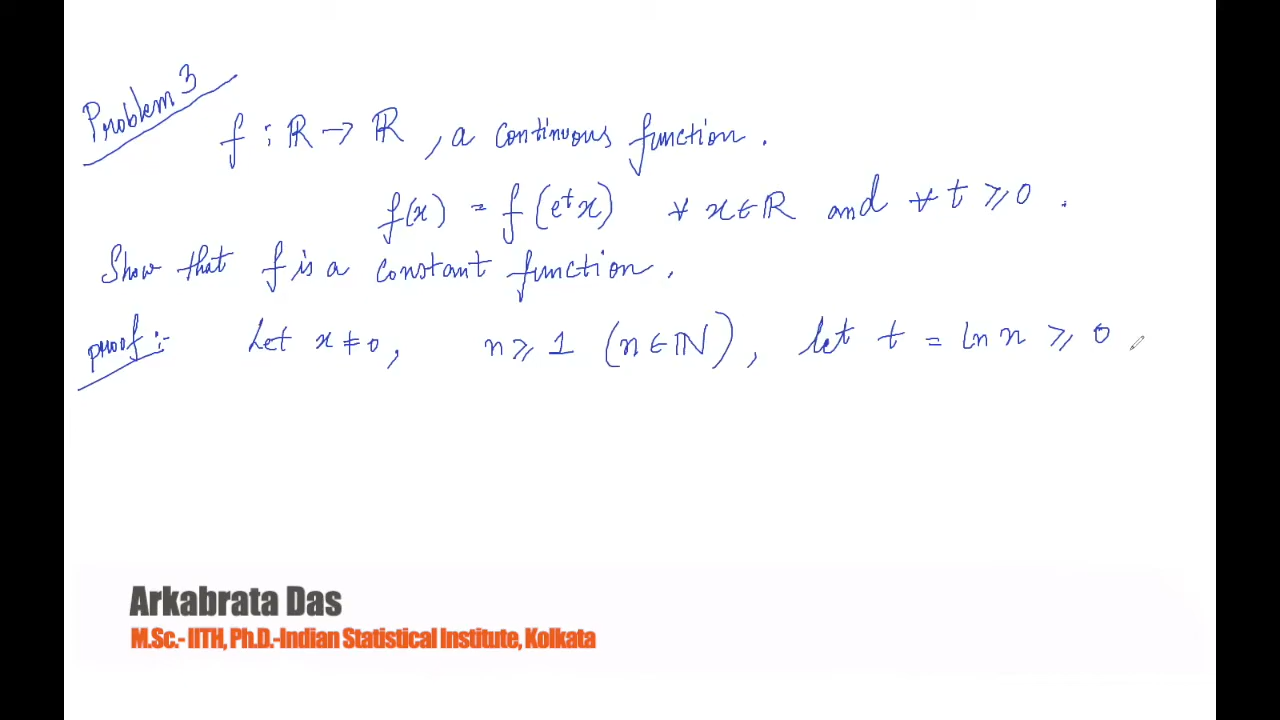 Problem 3
f : ℝ → ℝ , a continuous function .
f(x) = f(eᵗx) ∀ x ∈ ℝ and ∀ t ⩾ 0 .
Show that f is a constant function .
proof :- Let x ≠ 0, n ⩾ 1 (n ∈ ℕ), let t = ln n ⩾ 0
Arkabrata Das
M.Sc.- IITH, Ph.D.-Indian Statistical Institute, Kolkata